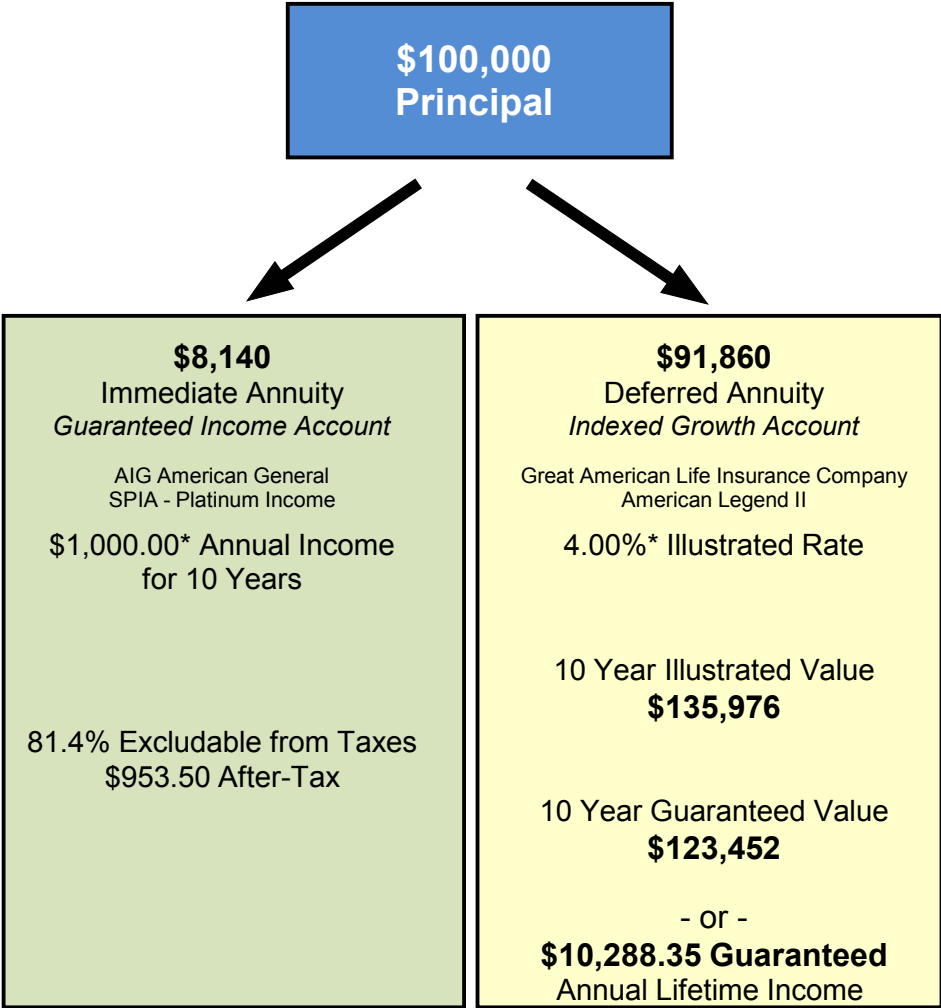 $100,000
Principal
$8,140
Immediate Annuity
Guaranteed Income Account
AIG American General
SPIA - Platinum Income
$1,000.00* Annual Income
for 10 Years
81.4% Excludable from Taxes
$953.50 After-Tax
$91,860
Deferred Annuity
Indexed Growth Account
Great American Life Insurance Company
American Legend II
4.00%* Illustrated Rate
10 Year Illustrated Value
$135,976
10 Year Guaranteed Value
$123,452
- or -
$10,288.35 Guaranteed
Annual Lifetime Income